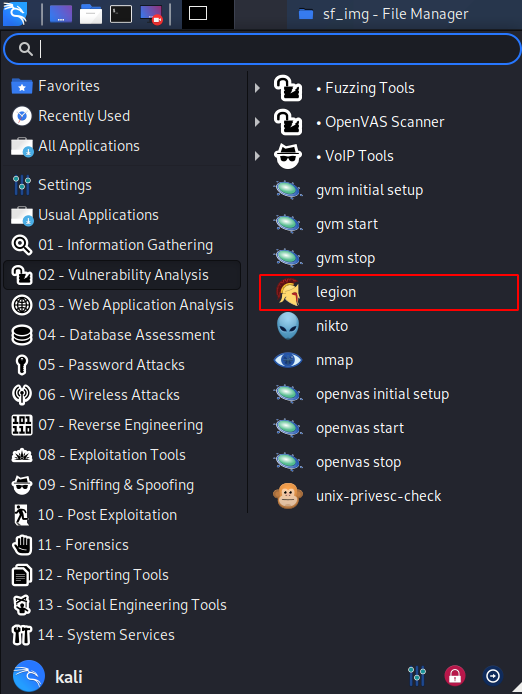 sf_img - File Manager
Favorites
Recently Used
All Applications
Settings
Usual Applications
01 - Information Gathering
02 - Vulnerability Analysis
03 - Web Application Analysis
04 - Database Assessment
05 - Password Attacks
06 - Wireless Attacks
07 - Reverse Engineering
08 - Exploitation Tools
09 - Sniffing & Spoofing
10 - Post Exploitation
11 - Forensics
12 - Reporting Tools
13 - Social Engineering Tools
14 - System Services
• Fuzzing Tools
• OpenVAS Scanner
• VoIP Tools
gvm initial setup
gvm start
gvm stop
legion
nikto
nmap
openvas initial setup
openvas start
openvas stop
unix-privesc-check
kali